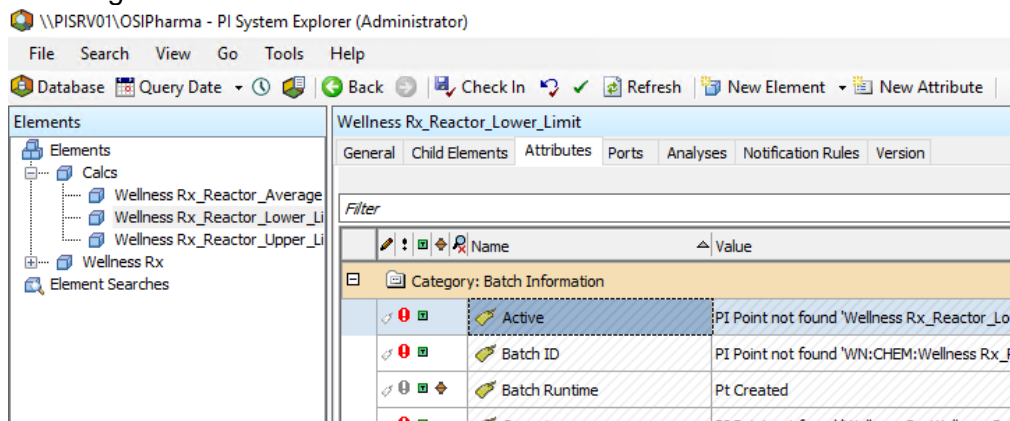 \\PISRV01\OSIPharma - PI System Explorer (Administrator)
File Search View Go Tools Help
Database Query Date Back Check In Refresh New Element New Attribute
Elements
Elements
Calcs
Wellness Rx_Reactor_Average
Wellness Rx_Reactor_Lower_Li
Wellness Rx_Reactor_Upper_Li
Wellness Rx
Element Searches
Wellness Rx_Reactor_Lower_Limit
General Child Elements Attributes Ports Analyses Notification Rules Version
Filter
Name Value
Category: Batch Information
Active PI Point not found 'Wellness Rx_Reactor_Lo
Batch ID PI Point not found 'WN:CHEM:Wellness Rx_
Batch Runtime Pt Created